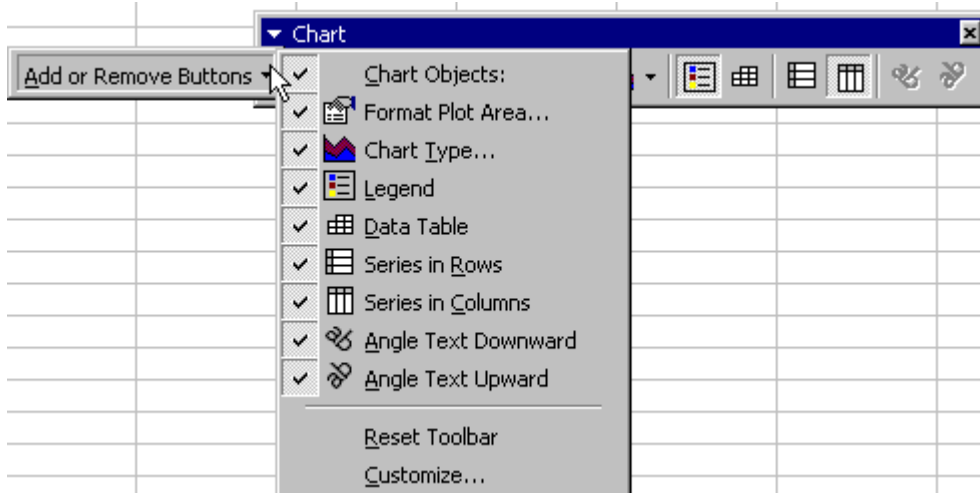 Chart
Add or Remove Buttons
Chart Objects:
Format Plot Area...
Chart Type...
Legend
Data Table
Series in Rows
Series in Columns
Angle Text Downward
Angle Text Upward
Reset Toolbar
Customize...